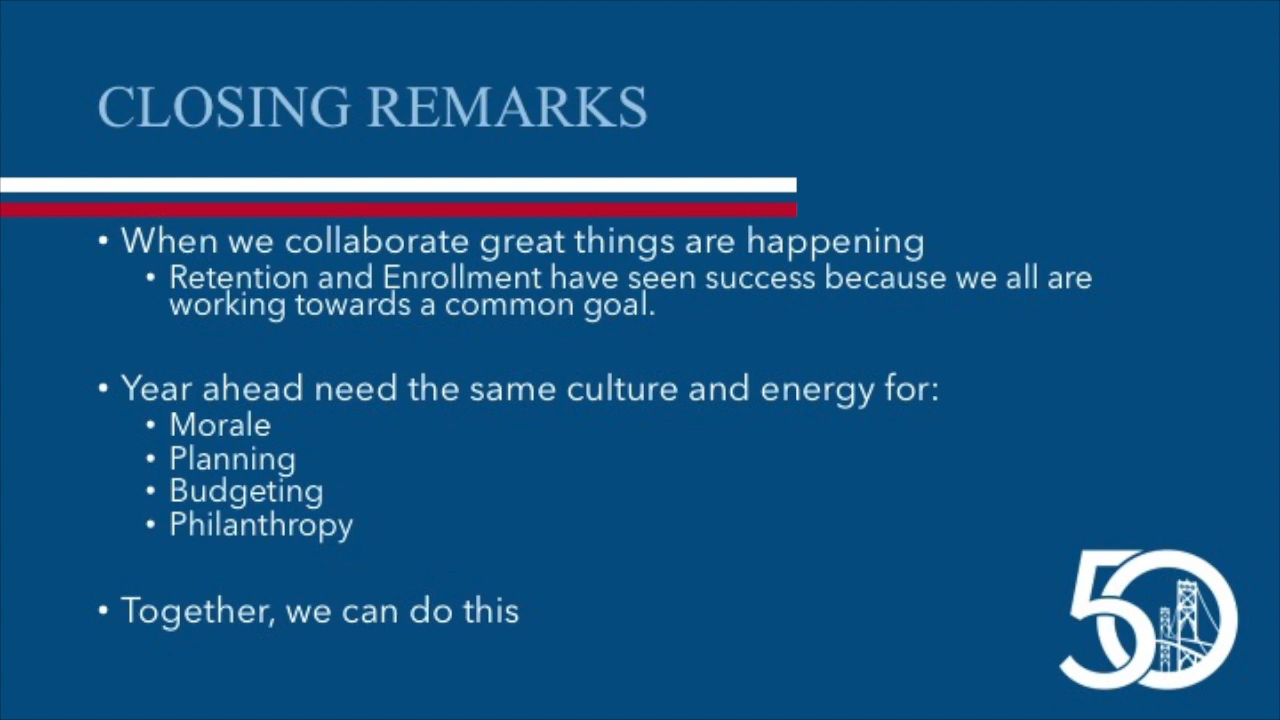 CLOSING REMARKS
• When we collaborate great things are happening
• Retention and Enrollment have seen success because we all are
working towards a common goal.
• Year ahead need the same culture and energy for:
• Morale
• Planning
• Budgeting
• Philanthropy
• Together, we can do this
50